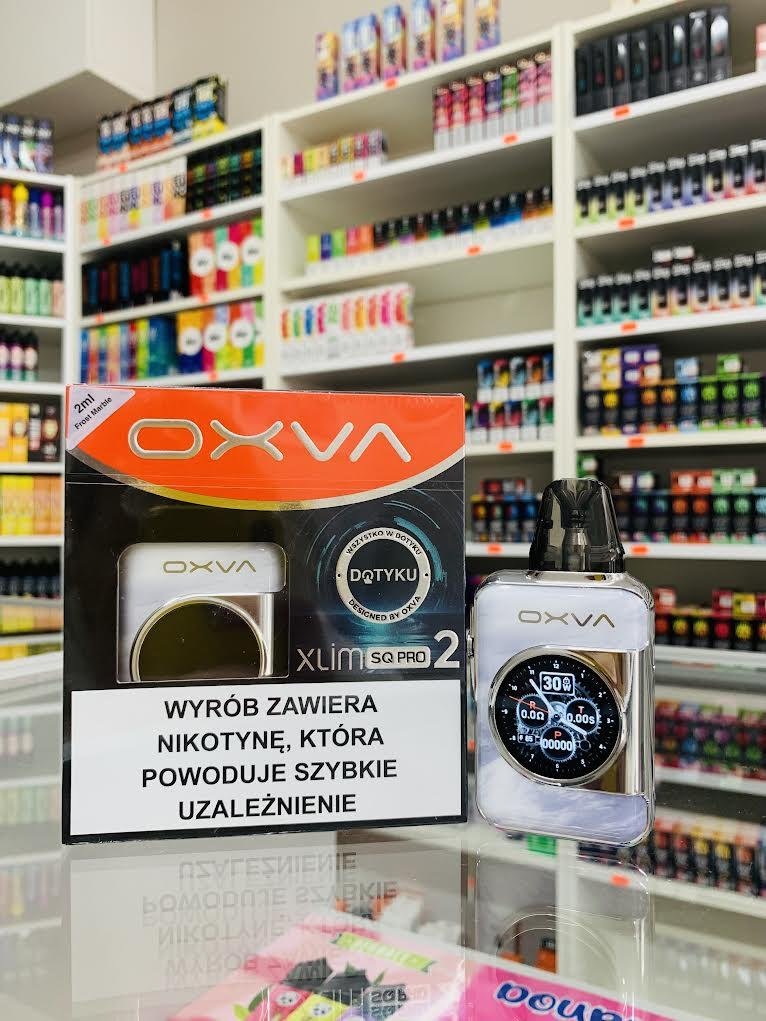 2ml
Frost Marble
OXVA
OXVA
WSZYSTKO W DOTYKU
DOTYKU
DESIGNED BY OXVA
XLIM SQ PRO 2
WYRÓB ZAWIERA
NIKOTYNĘ, KTÓRA
POWODUJE SZYBKIE
UZALEŻNIENIE
OXVA
30W
R
0.0Ω
T
0.00s
P
00000